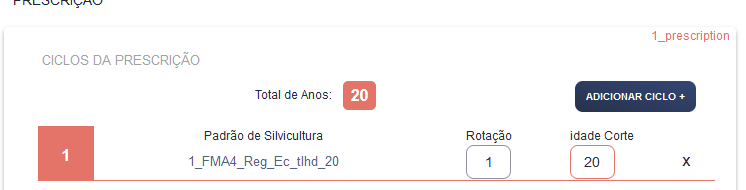 PRESCRIÇÃO
1_prescription
CICLOS DA PRESCRIÇÃO
Total de Anos: 20 ADICIONAR CICLO +
Padrão de Silvicultura Rotação idade Corte
1 1_FMA4_Reg_Ec_tlhd_20 1 20 X